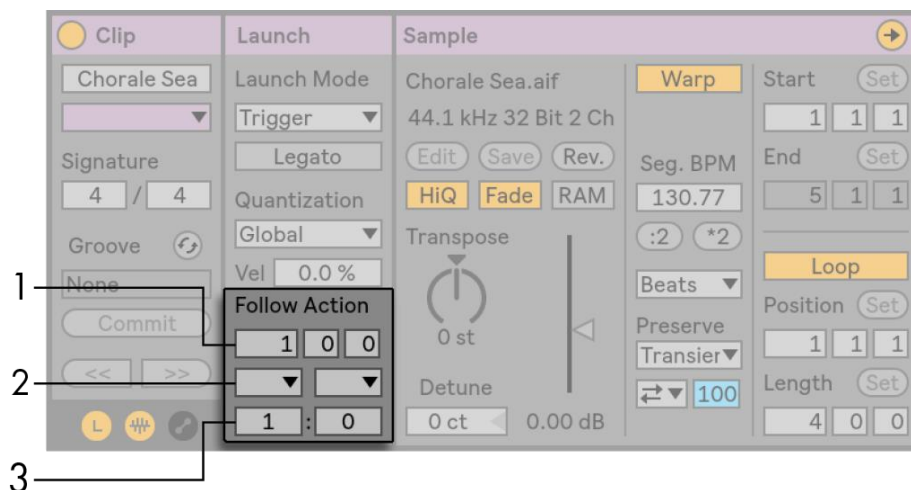 Clip
Chorale Sea
Signature
4 / 4
Groove
None
Commit
<< >>
L
Launch
Launch Mode
Trigger
Legato
Quantization
Global
Vel 0.0 %
Follow Action
1 0 0
1 : 0
1
2
3
Sample
Chorale Sea.aif
44.1 kHz 32 Bit 2 Ch
Edit Save Rev.
HiQ Fade RAM
Transpose
0 st
Detune
0 ct 0.00 dB
Warp
Seg. BPM
130.77
:2 *2
Beats
Preserve
Transier
100
Start Set
1 1 1
End Set
5 1 1
Loop
Position Set
1 1 1
Length Set
4 0 0